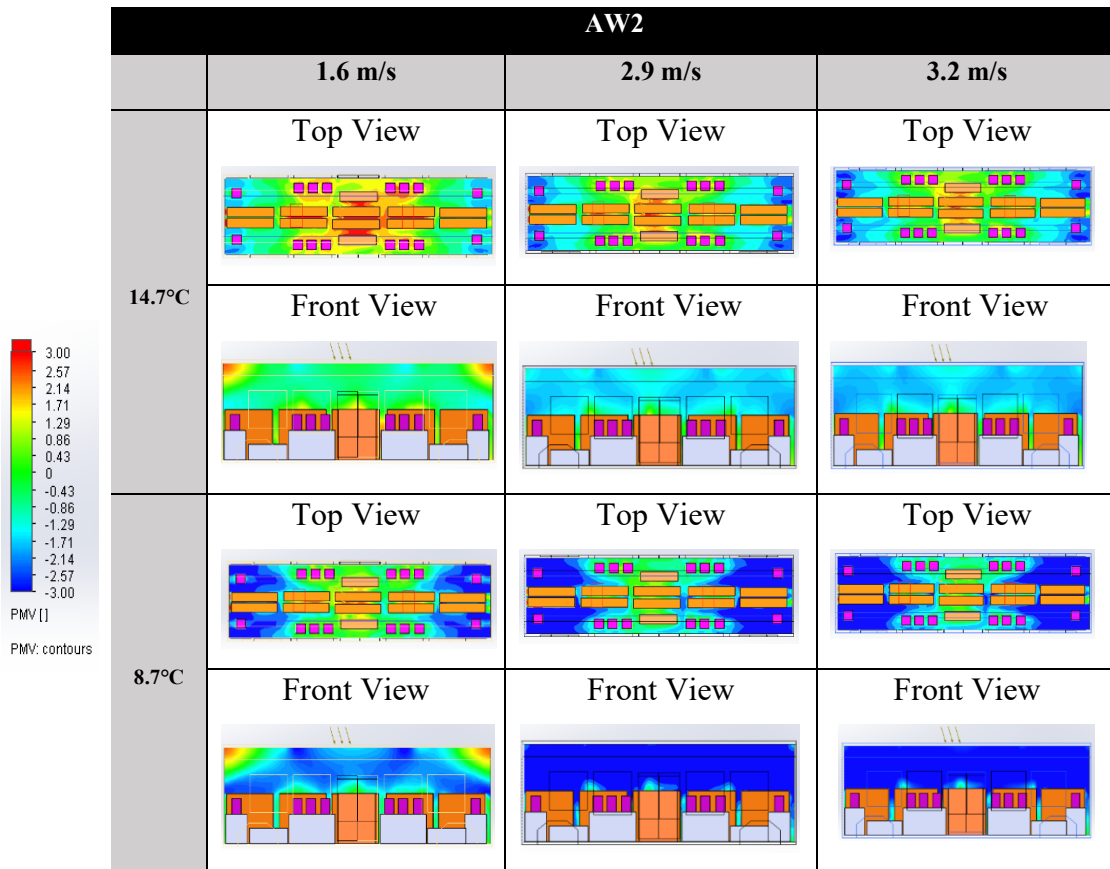 AW2
1.6 m/s
2.9 m/s
3.2 m/s
14.7°C
Top View
Top View
Top View
Front View
Front View
Front View
8.7°C
Top View
Top View
Top View
Front View
Front View
Front View
3.00
2.57
2.14
1.71
1.29
0.86
0.43
0
-0.43
-0.86
-1.29
-1.71
-2.14
-2.57
-3.00
PMV [ ]
PMV: contours